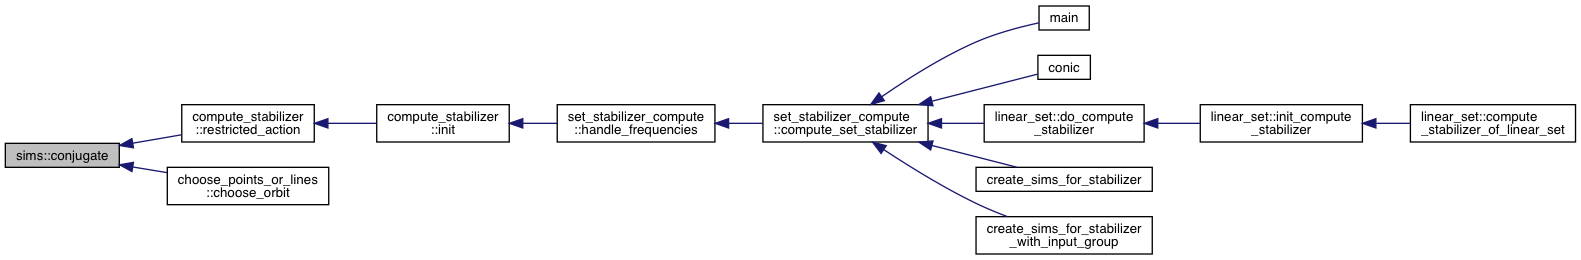 sims::conjugate
compute_stabilizer
::restricted_action
choose_points_or_lines
::choose_orbit
compute_stabilizer
::init
set_stabilizer_compute
::handle_frequencies
set_stabilizer_compute
::compute_set_stabilizer
main
conic
linear_set::do_compute
_stabilizer
create_sims_for_stabilizer
create_sims_for_stabilizer
_with_input_group
linear_set::init_compute
_stabilizer
linear_set::compute
_stabilizer_of_linear_set